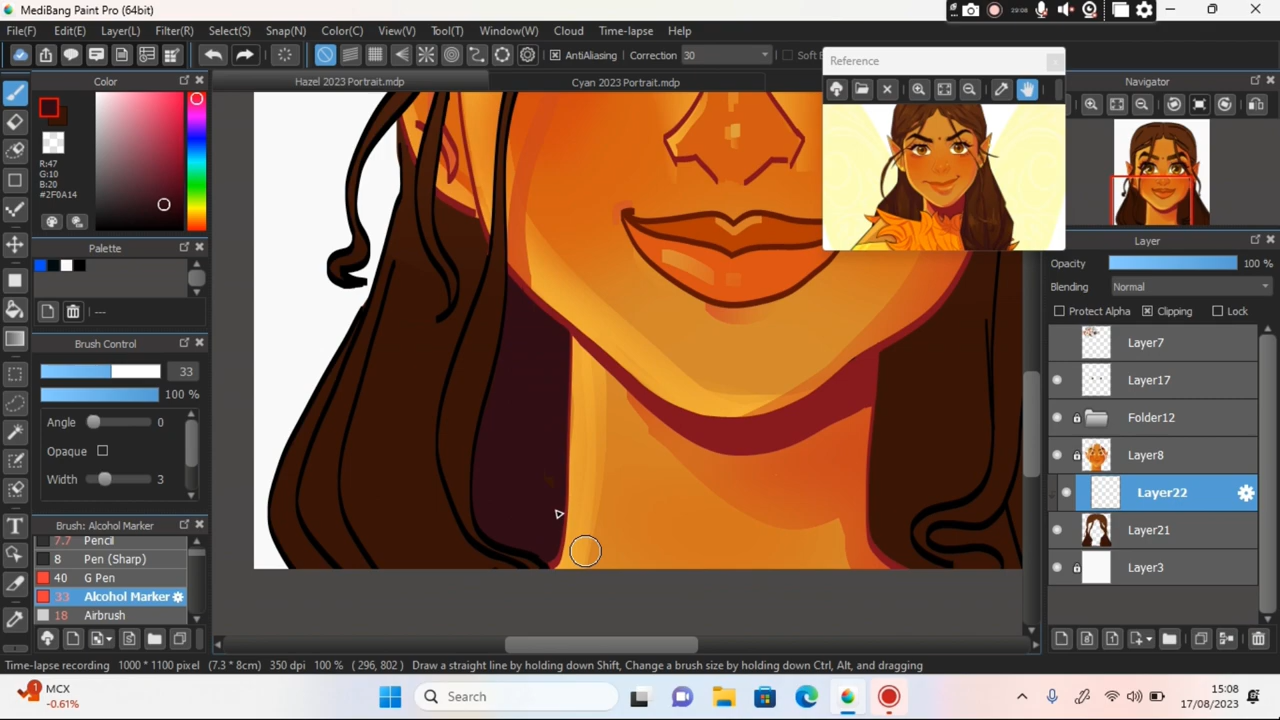 MediBang Paint Pro (64bit)
29:08
File(F) Edit(E) Layer(L) Filter(R) Select(S) Snap(N) Color(C) View(V) Tool(T) Window(W) Cloud Time-lapse Help
AntiAliasing Correction 30
Reference
Color
Hazel 2023 Portrait.mdp
Cyan 2023 Portrait.mdp
Navigator
R:47
G:10
B:20
#2F0A14
Palette
---
Brush Control
33
100 %
Angle 0
Opaque
Width 3
Brush: Alcohol Marker
7.7 Pencil
8 Pen (Sharp)
40 G Pen
33 Alcohol Marker
18 Airbrush
Layer
Opacity 100 %
Blending Normal
Protect Alpha Clipping Lock
Layer7
Layer17
Folder12
Layer8
Layer22
Layer21
Layer3
Time-lapse recording 1000 * 1100 pixel (7.3 * 8cm) 350 dpi 100 % ( 296, 802 ) Draw a straight line by holding down Shift, Change a brush size by holding down Ctrl, Alt, and dragging
1
MCX
-0.61%
Search
15:08
17/08/2023